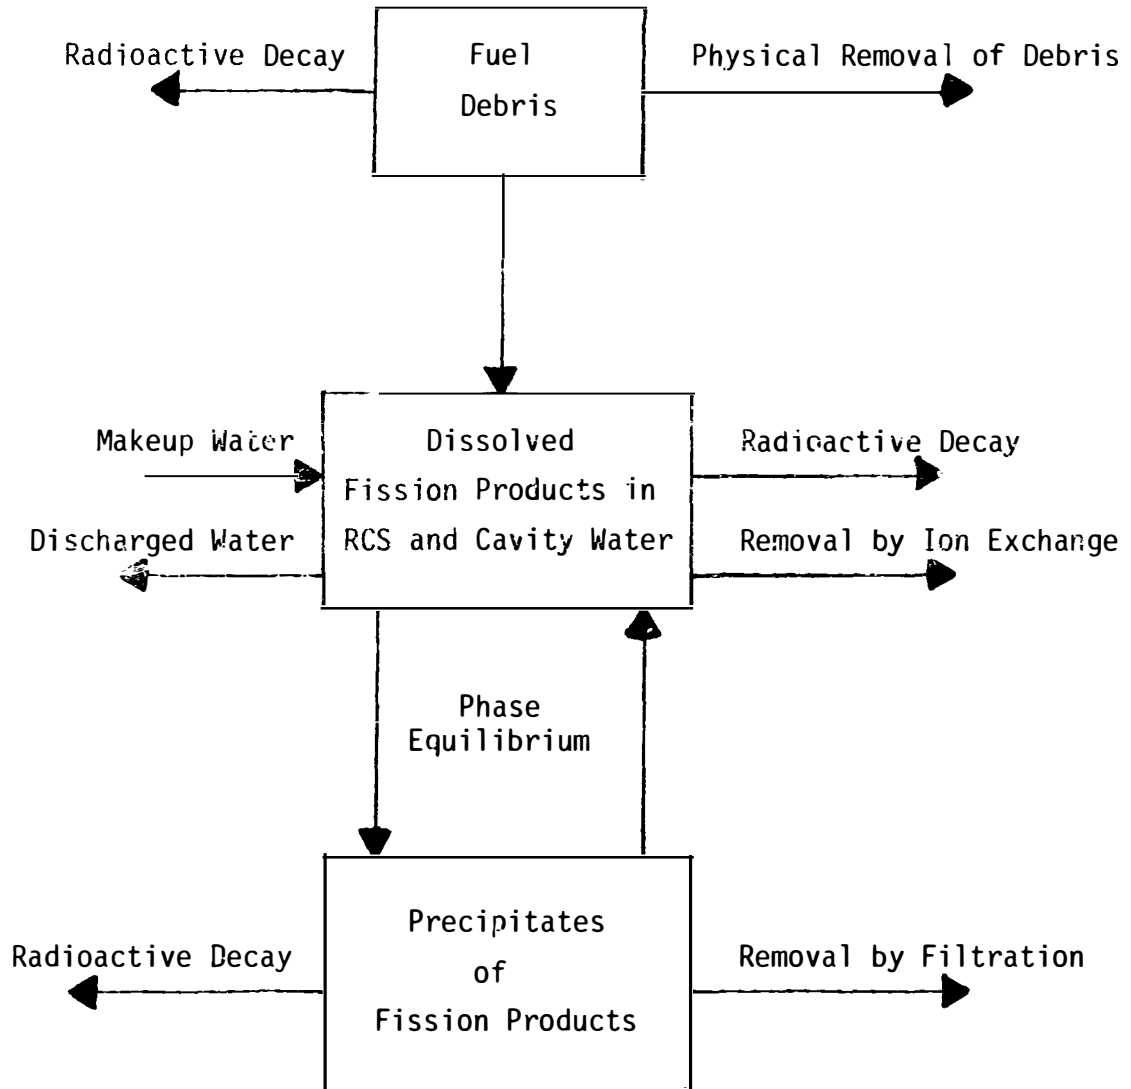 Radioactive Decay
Fuel
Debris
Physical Removal of Debris
Makeup Water
Discharged Water
Dissolved
Fission Products in
RCS and Cavity Water
Radioactive Decay
Removal by Ion Exchange
Phase
Equilibrium
Radioactive Decay
Precipitates
of
Fission Products
Removal by Filtration